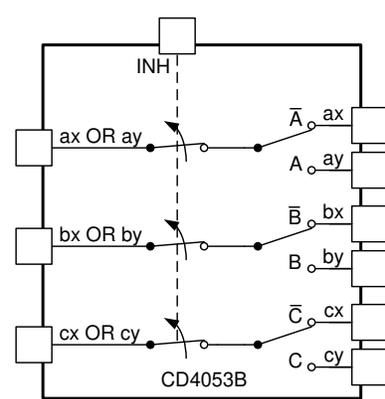 INH
A̅ ax
ax OR ay
A ay
B̅ bx
bx OR by
B by
C̅ cx
cx OR cy
C cy
CD4053B